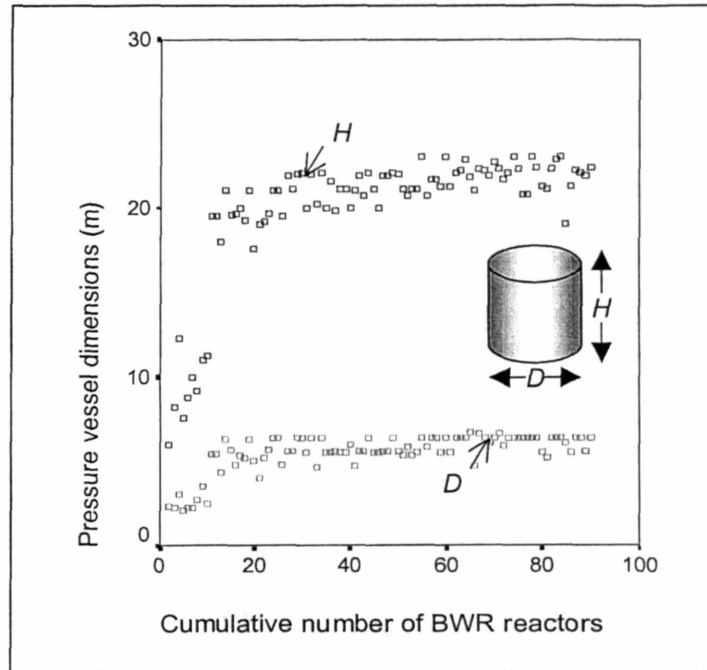 30
H
20
Pressure vessel dimensions (m)
H
D
10
D
0
0 20 40 60 80 100
Cumulative number of BWR reactors